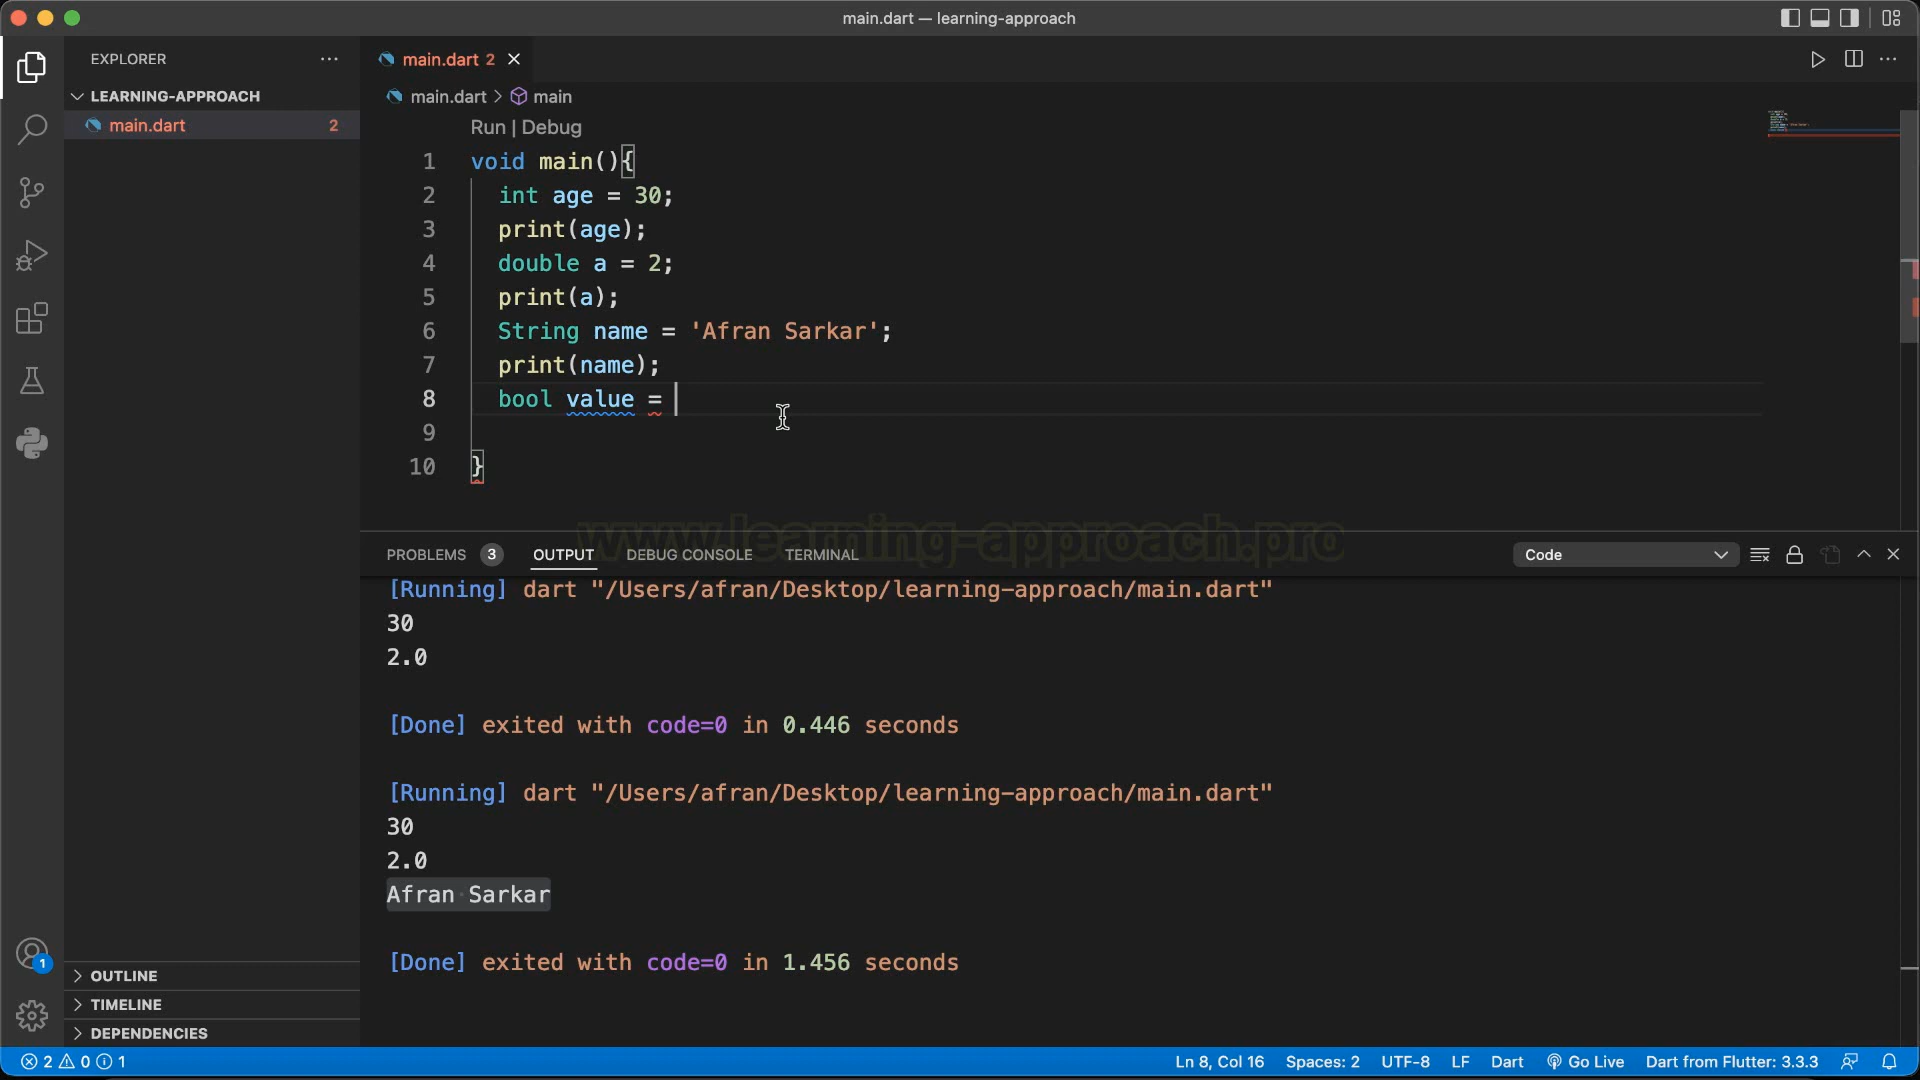 main.dart — learning-approach
EXPLORER
LEARNING-APPROACH
main.dart 2
main.dart 2
main.dart > main
Run | Debug
1 void main(){
2 int age = 30;
3 print(age);
4 double a = 2;
5 print(a);
6 String name = 'Afran Sarkar';
7 print(name);
8 bool value =
9
10 }
www.learning-approach.pro
PROBLEMS 3 OUTPUT DEBUG CONSOLE TERMINAL Code
[Running] dart "/Users/afran/Desktop/learning-approach/main.dart"
30
2.0
[Done] exited with code=0 in 0.446 seconds
[Running] dart "/Users/afran/Desktop/learning-approach/main.dart"
30
2.0
Afran Sarkar
[Done] exited with code=0 in 1.456 seconds
1
OUTLINE
TIMELINE
DEPENDENCIES
2 0 1 Ln 8, Col 16 Spaces: 2 UTF-8 LF Dart Go Live Dart from Flutter: 3.3.3